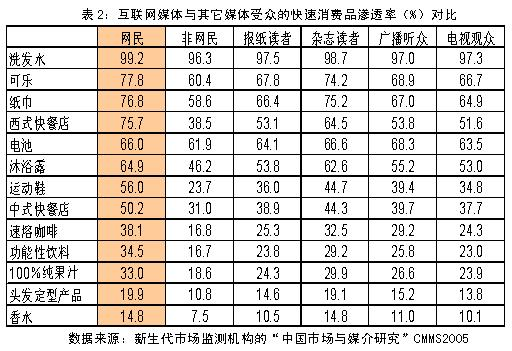 表2：互联网媒体与其它媒体受众的快速消费品渗透率（%）对比
网民 非网民 报纸读者 杂志读者 广播听众 电视观众
洗发水 99.2 96.3 97.5 98.7 97.0 97.3
可乐 77.8 60.4 67.8 74.2 68.9 66.7
纸巾 76.8 58.6 66.4 75.2 67.0 64.9
西式快餐店 75.7 38.5 53.1 64.5 53.8 51.6
电池 66.0 61.9 64.1 66.6 68.3 63.5
沐浴露 64.9 46.2 53.8 62.6 55.2 53.0
运动鞋 56.0 23.7 36.0 44.7 39.4 34.8
中式快餐店 50.2 31.0 38.9 44.3 39.7 37.7
速熔咖啡 38.1 16.8 25.3 32.5 29.2 24.3
功能性饮料 34.5 16.7 23.8 29.2 25.8 23.0
100%纯果汁 33.0 18.6 24.3 29.9 26.6 23.9
头发定型产品 19.9 10.8 14.6 19.1 15.2 13.8
香水 14.8 7.5 10.5 14.8 11.0 10.1
数据来源：新生代市场监测机构的“中国市场与媒介研究”CMMS2005